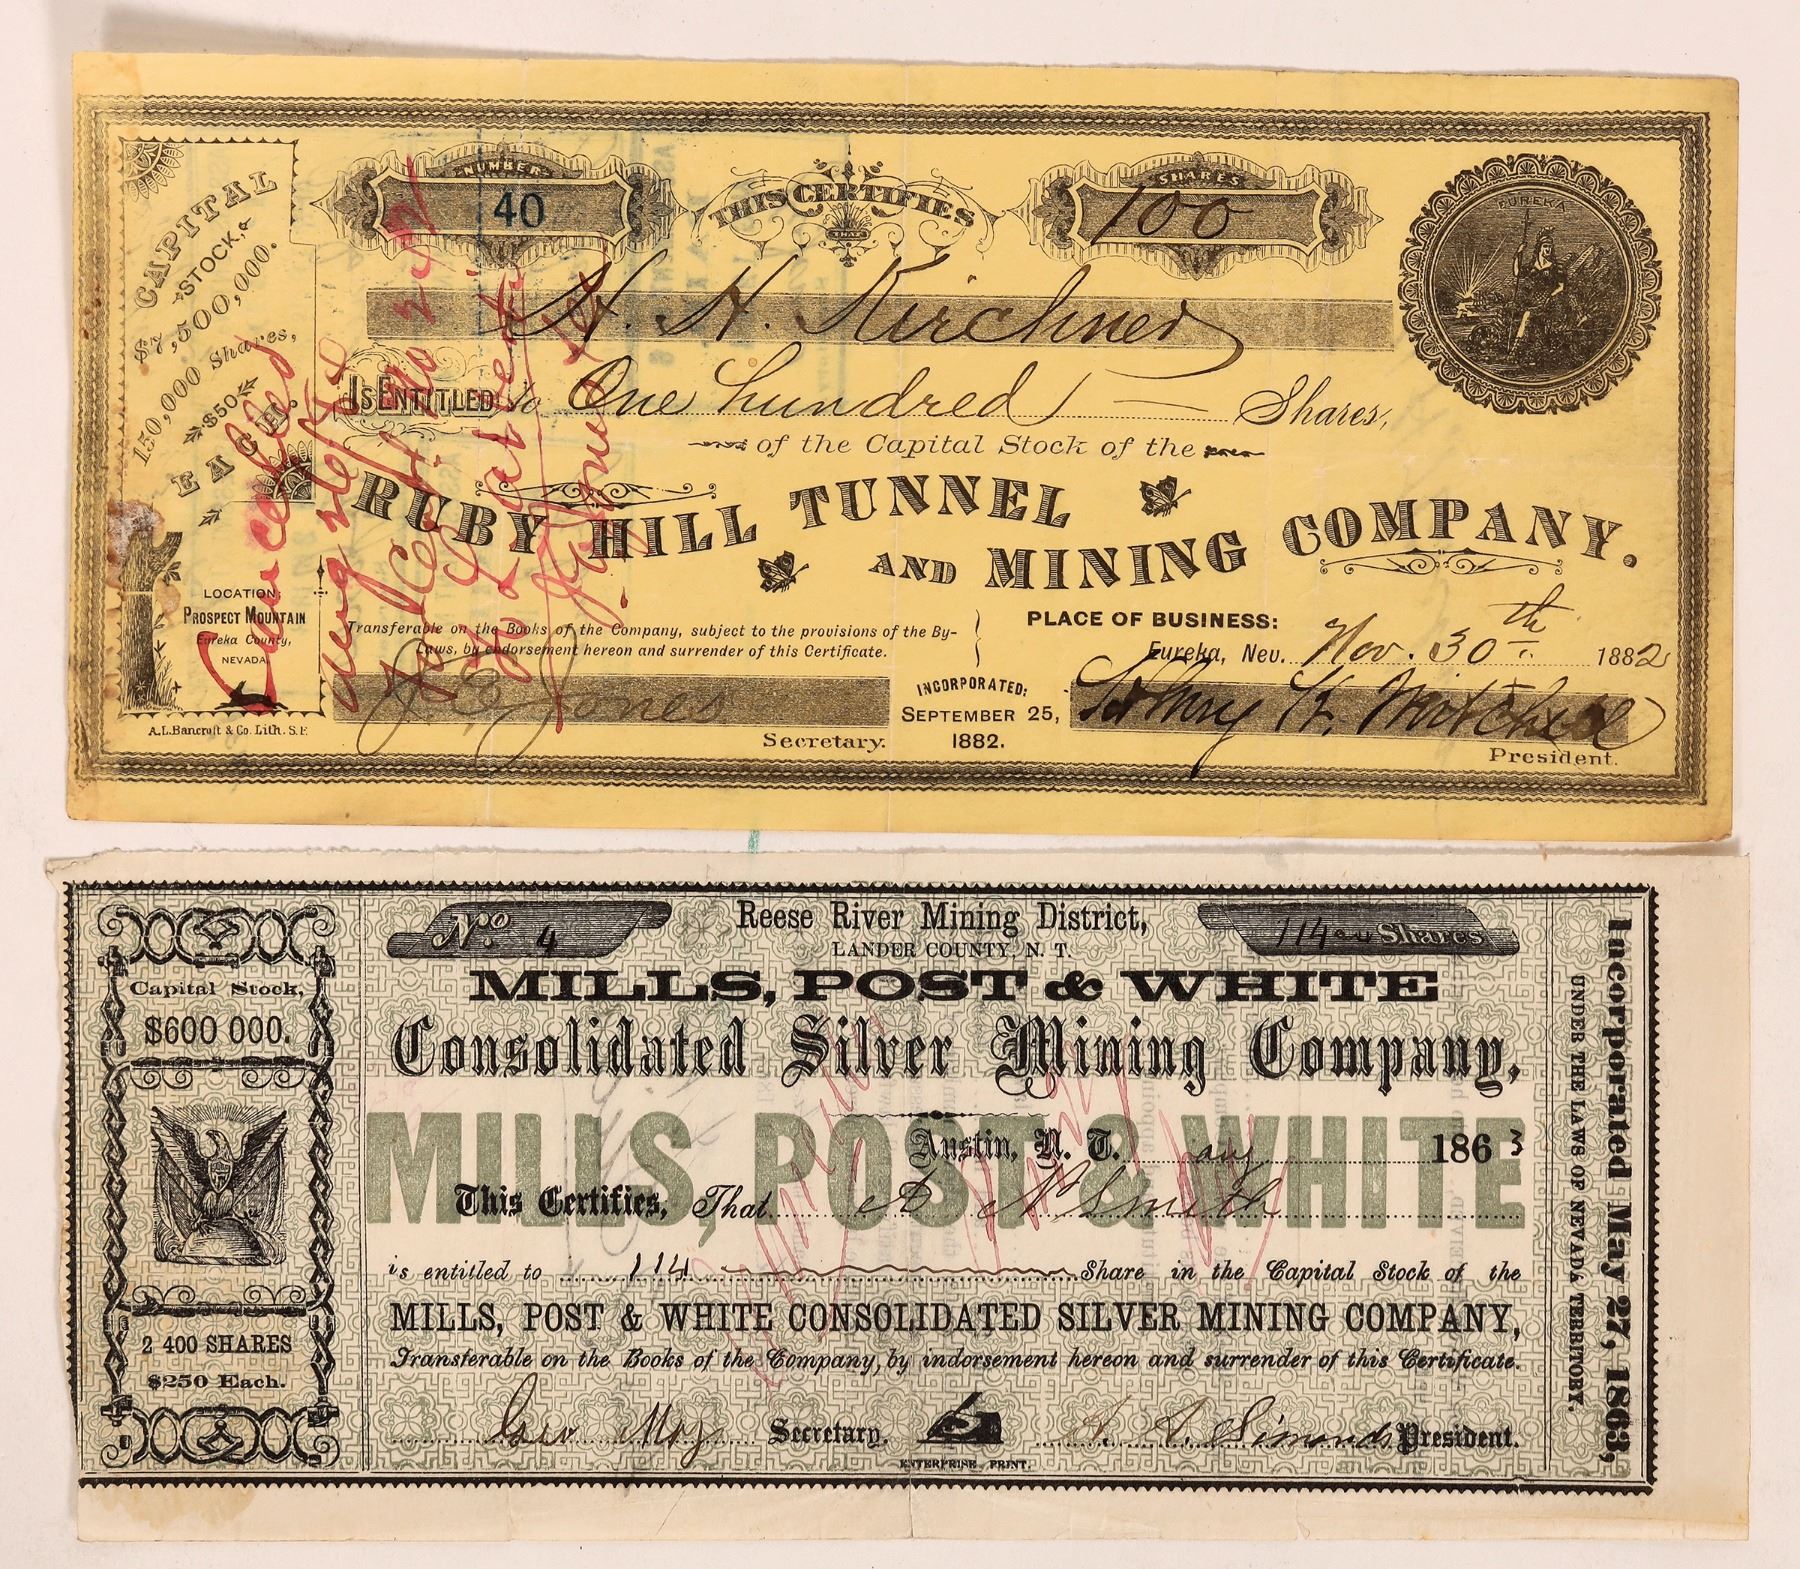 CAPITAL
STOCK,
$7,500,000.
150,000 Shares,
$50
EACH.
LOCATION;
PROSPECT MOUNTAIN
Eureka County,
NEVADA.
A.L.Bancroft & Co. Lith. S.F.
NUMBER
40
THIS CERTIFIES
SHARES
100
EUREKA
H. H. Kirchner
IS ENTITLED to One hundred Shares,
of the Capital Stock of the
RUBY HILL TUNNEL
AND MINING COMPANY.
Transferable on the Books of the Company, subject to the provisions of the By-
Laws, by endorsement hereon and surrender of this Certificate.
PLACE OF BUSINESS:
Eureka, Nev. Nov. 30th 1882
J. E. Jones
Secretary.
INCORPORATED:
SEPTEMBER 25,
1882.
President.
Cancelled
No. 4
Reese River Mining District,
LANDER COUNTY, N. T.
114 Shares
MILLS, POST & WHITE
Consolidated Silver Mining Company,
MILLS, POST & WHITE
Austin, N. T. Aug 1863
This Certifies, That A N Smith
is entitled to 114 Share in the Capital Stock of the
MILLS, POST & WHITE CONSOLIDATED SILVER MINING COMPANY,
Transferable on the Books of the Company, by indorsement hereon and surrender of this Certificate.
Geo May Secretary. A. A. Simonds President.
ENTERPRISE PRINT.
Capital Stock,
$600 000.
2 400 SHARES
$250 Each.
Incorporated May 27, 1863,
UNDER THE LAWS OF NEVADA TERRITORY.